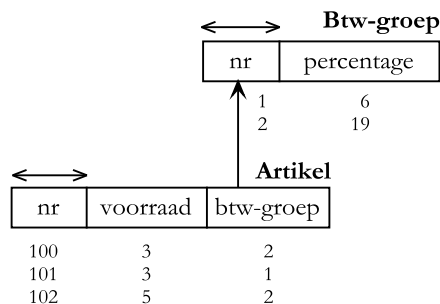 Btw-groep
nr percentage
1 6
2 19
Artikel
nr voorraad btw-groep
100 3 2
101 3 1
102 5 2